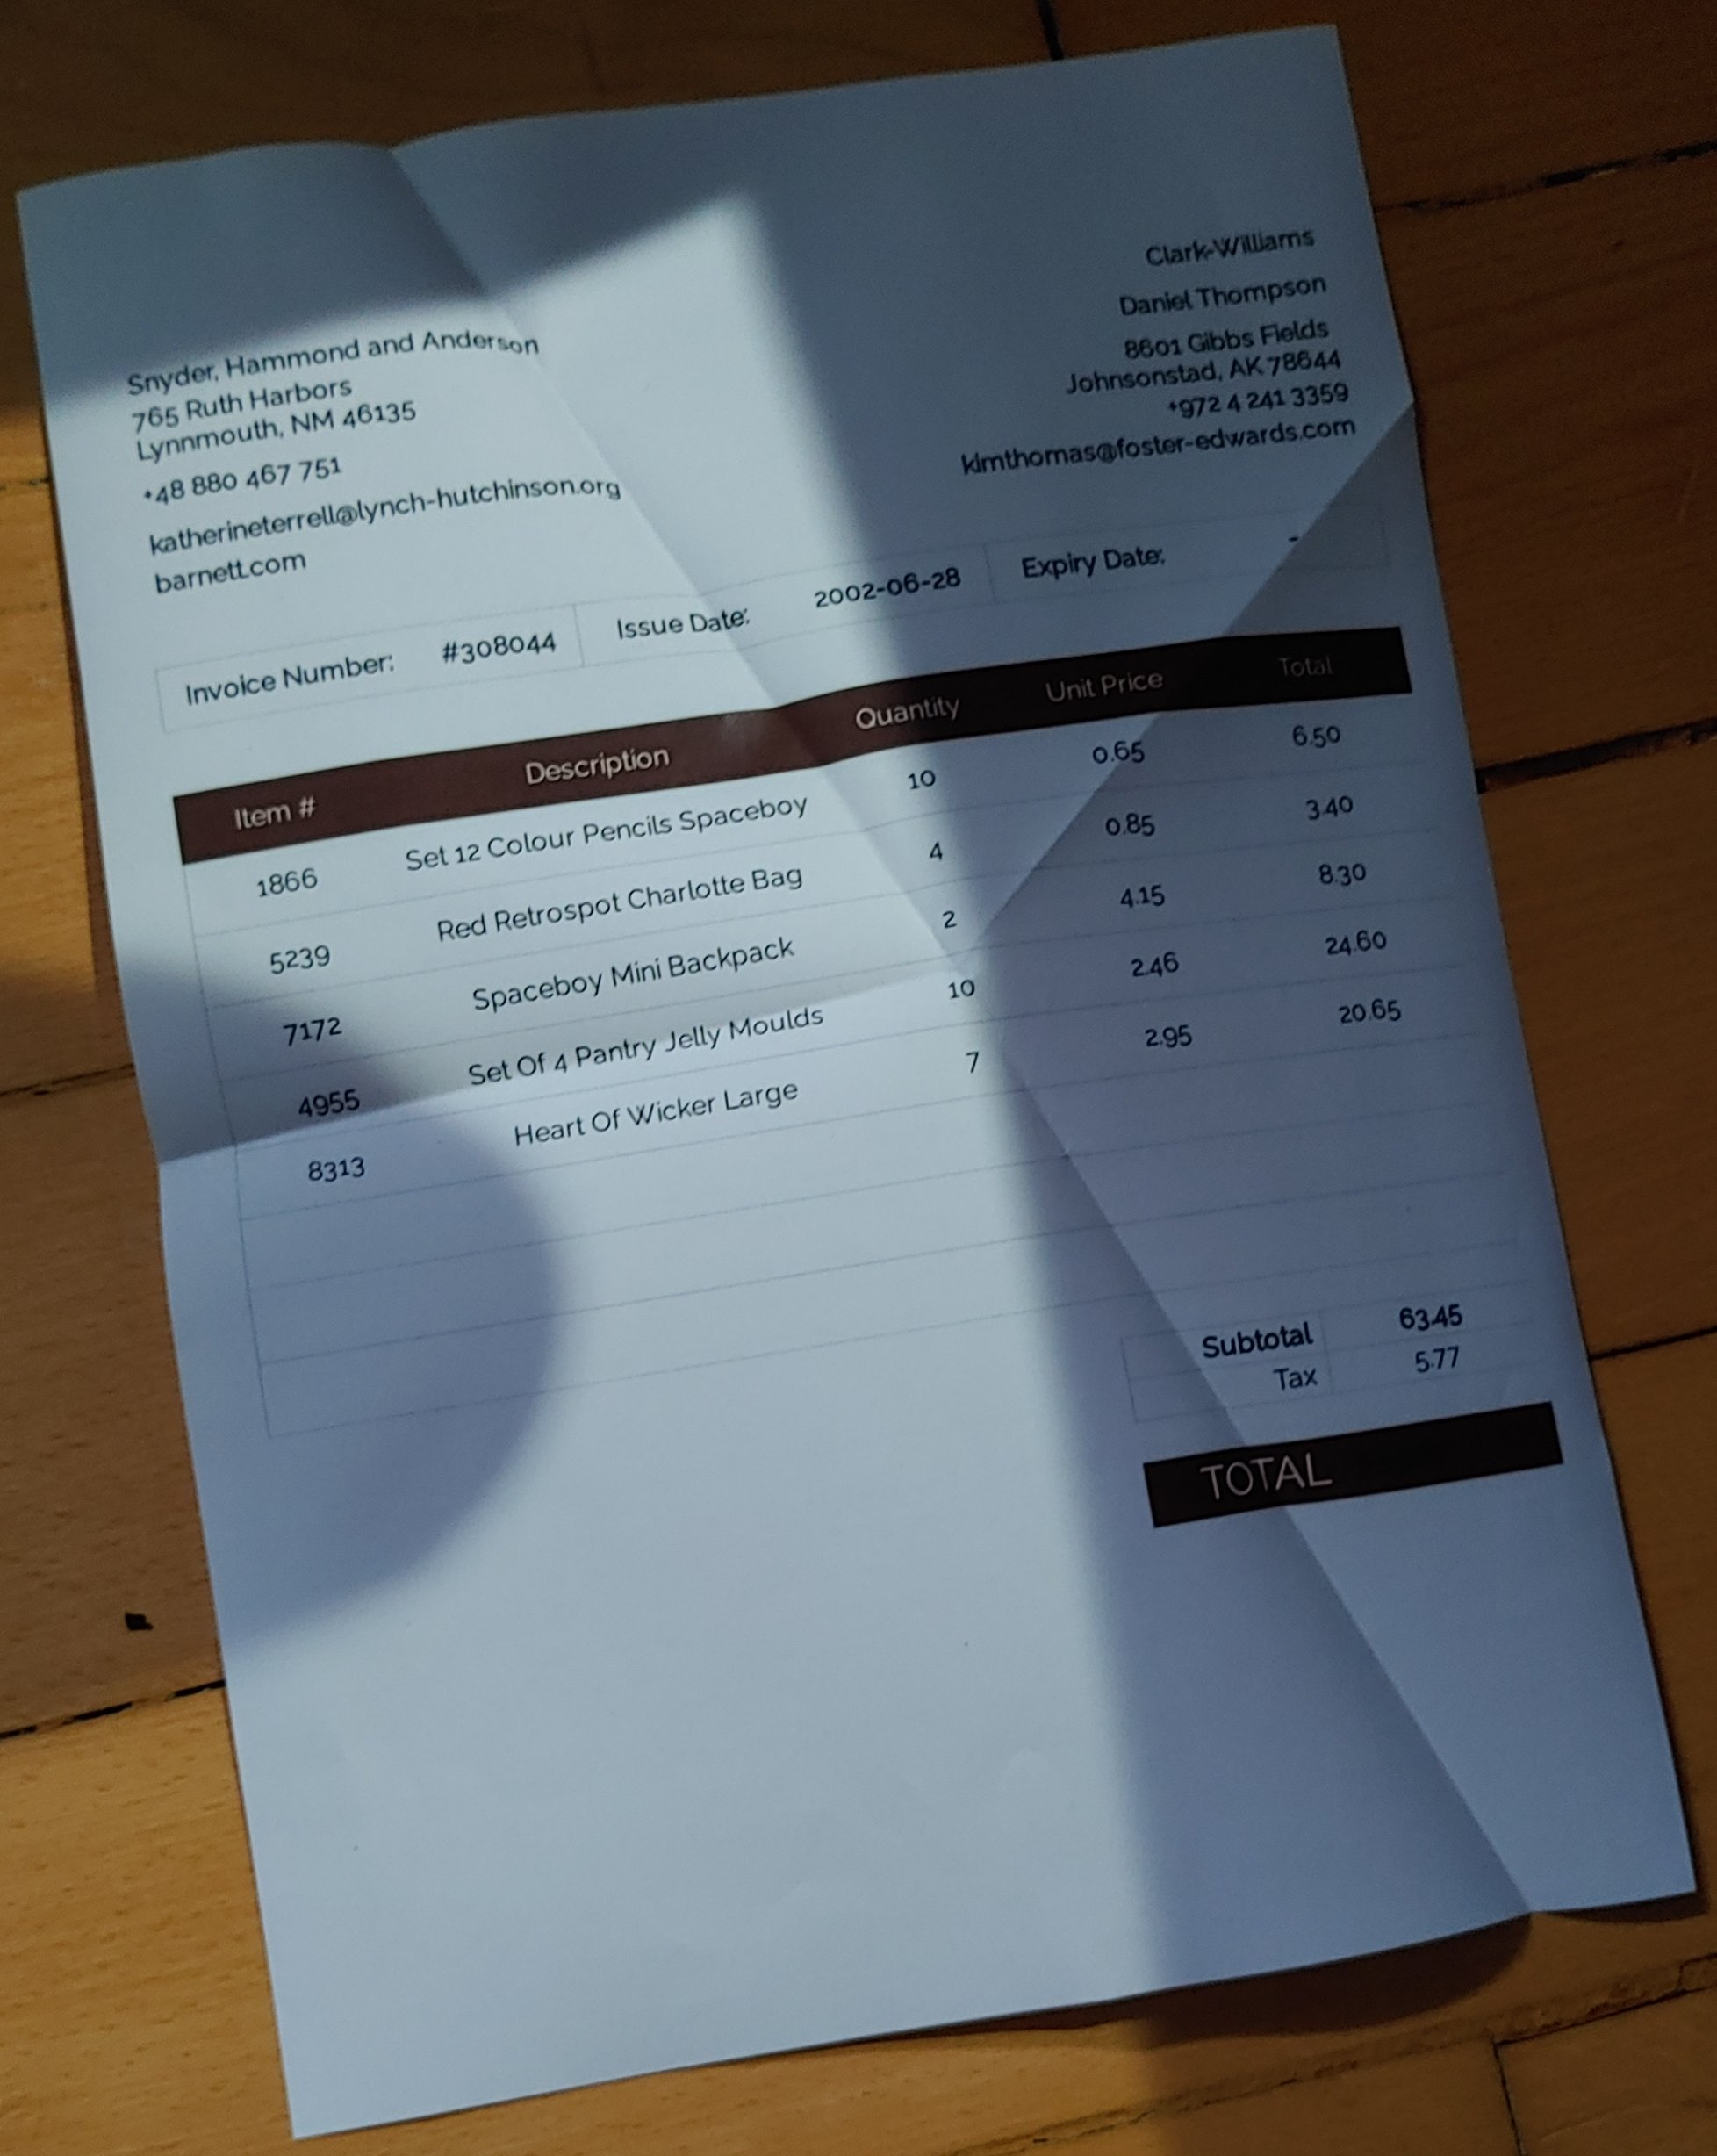 Clark-Williams
Daniel Thompson
8601 Gibbs Fields
Johnsonstad, AK 78644
+972 4 241 3359
kimthomas@foster-edwards.com
Snyder, Hammond and Anderson
765 Ruth Harbors
Lynnmouth, NM 46135
+48 880 467 751
katherineterrell@lynch-hutchinson.org
barnett.com
Invoice Number: #308044 Issue Date: 2002-06-28 Expiry Date: -
Item # Description Quantity Unit Price Total
1866 Set 12 Colour Pencils Spaceboy 10 0.65 6.50
5239 Red Retrospot Charlotte Bag 4 0.85 3.40
7172 Spaceboy Mini Backpack 2 4.15 8.30
4955 Set Of 4 Pantry Jelly Moulds 10 2.46 24.60
8313 Heart Of Wicker Large 7 2.95 20.65
Subtotal 63.45
Tax 5.77
TOTAL